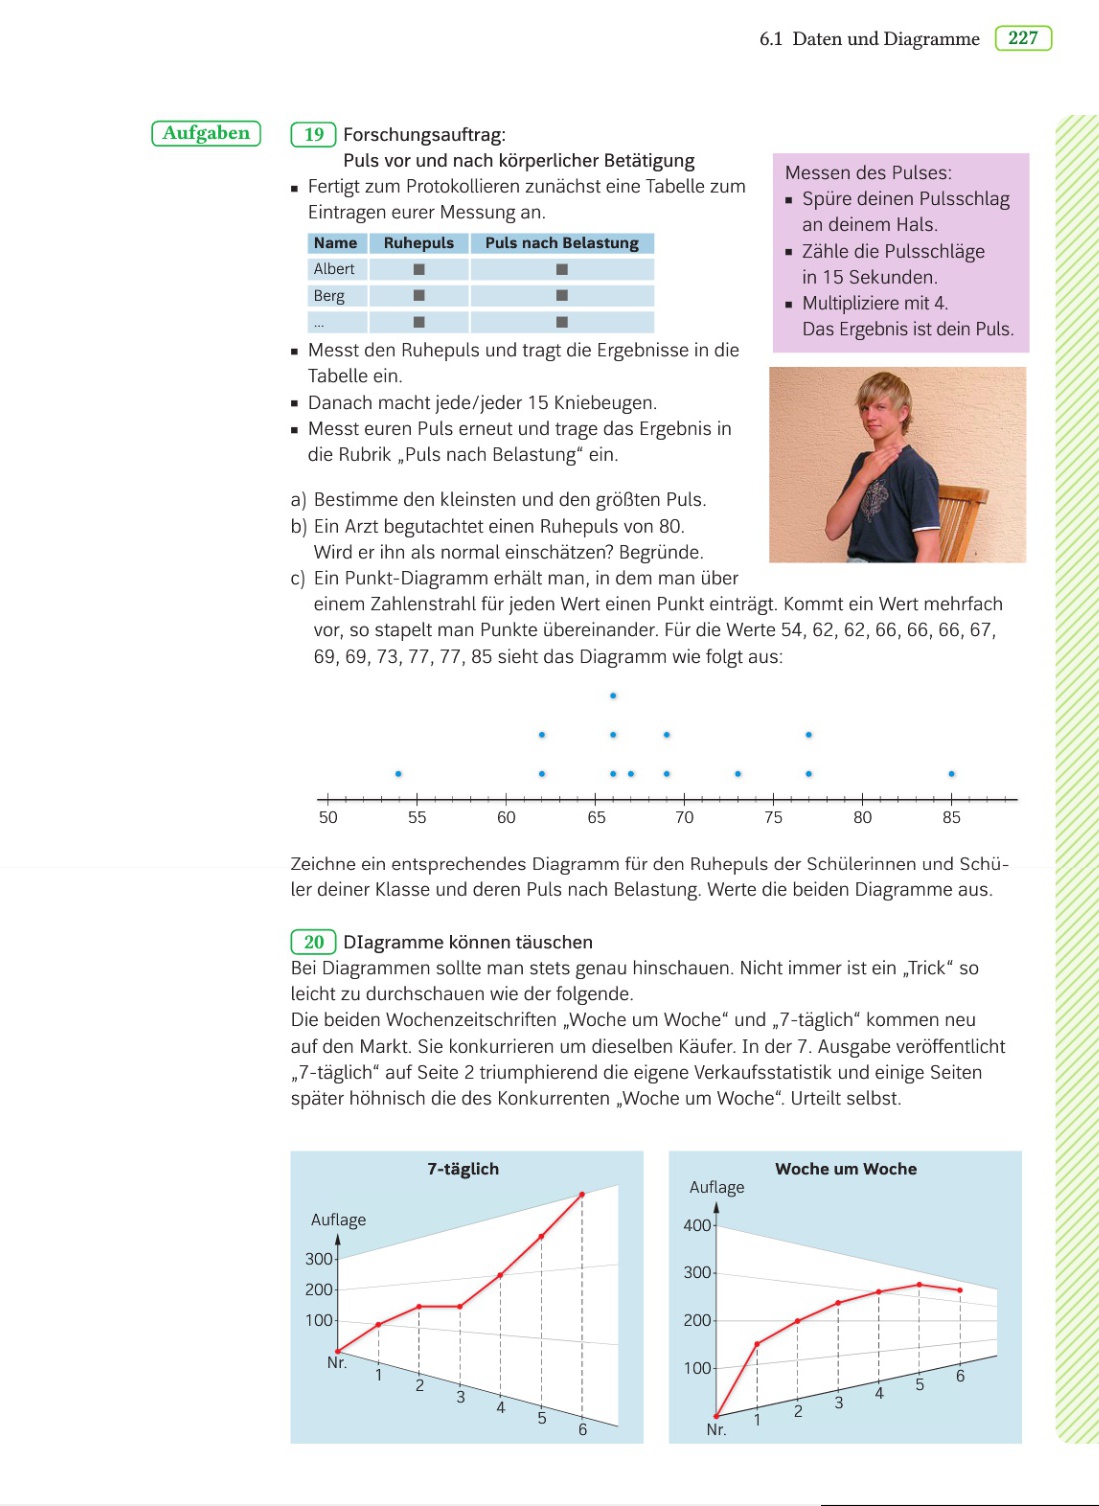 6.1 Daten und Diagramme 227
Aufgaben
19 Forschungsauftrag:
Puls vor und nach körperlicher Betätigung
▪ Fertigt zum Protokollieren zunächst eine Tabelle zum
Eintragen eurer Messung an.
Name Ruhepuls Puls nach Belastung
Albert ■ ■
Berg ■ ■
... ■ ■
▪ Messt den Ruhepuls und tragt die Ergebnisse in die
Tabelle ein.
▪ Danach macht jede/jeder 15 Kniebeugen.
▪ Messt euren Puls erneut und trage das Ergebnis in
die Rubrik „Puls nach Belastung“ ein.
Messen des Pulses:
▪ Spüre deinen Pulsschlag
an deinem Hals.
▪ Zähle die Pulsschläge
in 15 Sekunden.
▪ Multipliziere mit 4.
Das Ergebnis ist dein Puls.
a) Bestimme den kleinsten und den größten Puls.
b) Ein Arzt begutachtet einen Ruhepuls von 80.
Wird er ihn als normal einschätzen? Begründe.
c) Ein Punkt-Diagramm erhält man, in dem man über
einem Zahlenstrahl für jeden Wert einen Punkt einträgt. Kommt ein Wert mehrfach
vor, so stapelt man Punkte übereinander. Für die Werte 54, 62, 62, 66, 66, 66, 67,
69, 69, 73, 77, 77, 85 sieht das Diagramm wie folgt aus:
50 55 60 65 70 75 80 85
Zeichne ein entsprechendes Diagramm für den Ruhepuls der Schülerinnen und Schü-
ler deiner Klasse und deren Puls nach Belastung. Werte die beiden Diagramme aus.
20 DIagramme können täuschen
Bei Diagrammen sollte man stets genau hinschauen. Nicht immer ist ein „Trick“ so
leicht zu durchschauen wie der folgende.
Die beiden Wochenzeitschriften „Woche um Woche“ und „7-täglich“ kommen neu
auf den Markt. Sie konkurrieren um dieselben Käufer. In der 7. Ausgabe veröffentlicht
„7-täglich“ auf Seite 2 triumphierend die eigene Verkaufsstatistik und einige Seiten
später höhnisch die des Konkurrenten „Woche um Woche“. Urteilt selbst.
7-täglich
Auflage
300
200
100
Nr.
1
2
3
4
5
6
Woche um Woche
Auflage
400
300
200
100
Nr.
1
2
3
4
5
6